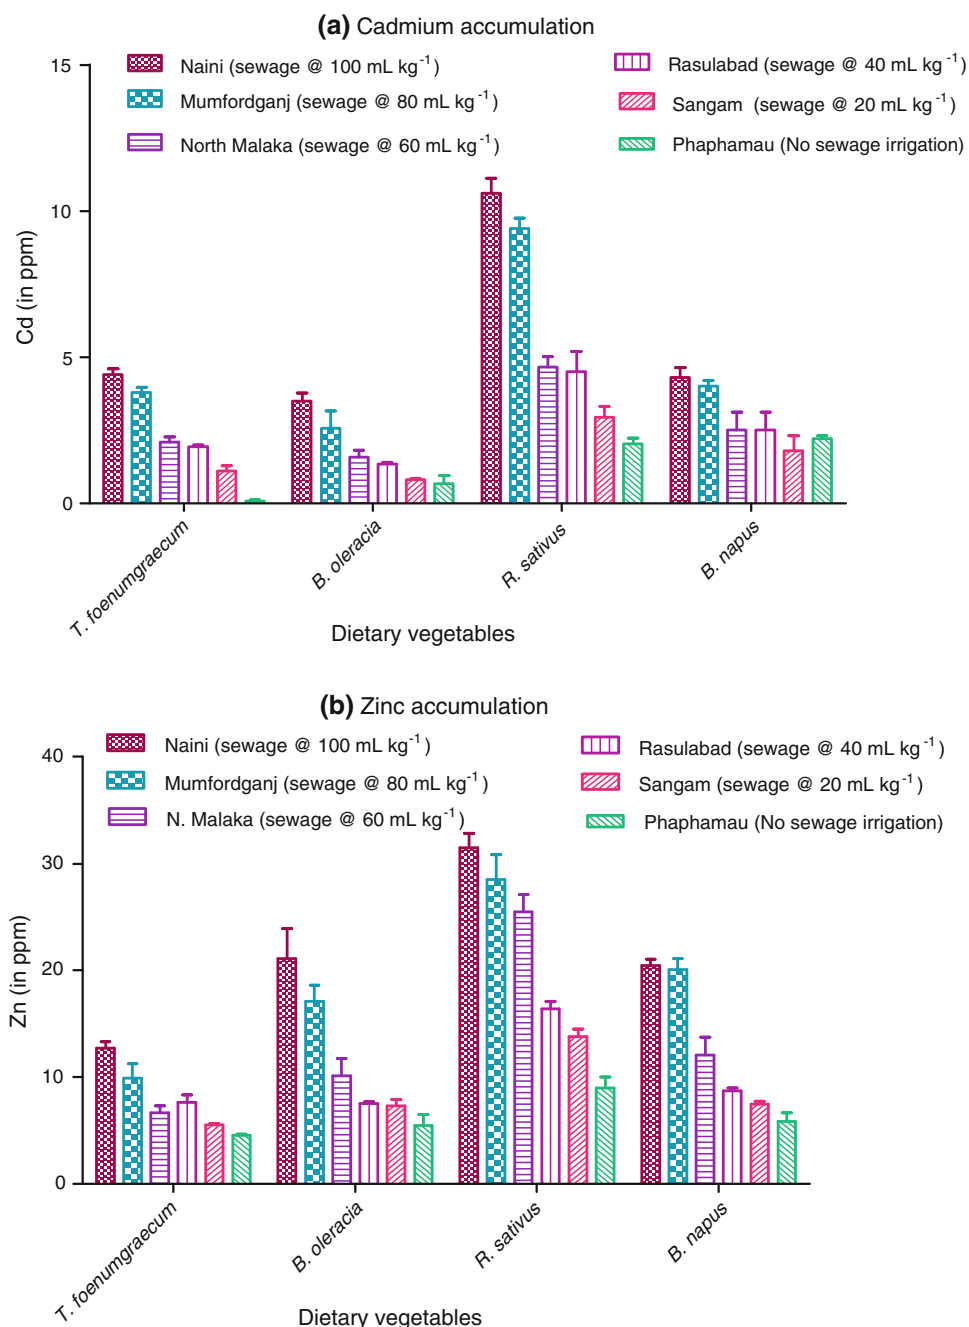 (a) Cadmium accumulation
15
10
5
0
Cd (in ppm)
Naini (sewage @ 100 mL kg⁻¹)
Mumfordganj (sewage @ 80 mL kg⁻¹)
North Malaka (sewage @ 60 mL kg⁻¹)
Rasulabad (sewage @ 40 mL kg⁻¹)
Sangam (sewage @ 20 mL kg⁻¹)
Phaphamau (No sewage irrigation)
T. foenumgraecum
B. oleracia
R. sativus
B. napus
Dietary vegetables
(b) Zinc accumulation
40
30
20
10
0
Zn (in ppm)
Naini (sewage @ 100 mL kg⁻¹)
Mumfordganj (sewage @ 80 mL kg⁻¹)
N. Malaka (sewage @ 60 mL kg⁻¹)
Rasulabad (sewage @ 40 mL kg⁻¹)
Sangam (sewage @ 20 mL kg⁻¹)
Phaphamau (No sewage irrigation)
T. foenumgraecum
B. oleracia
R. sativus
B. napus
Dietary vegetables